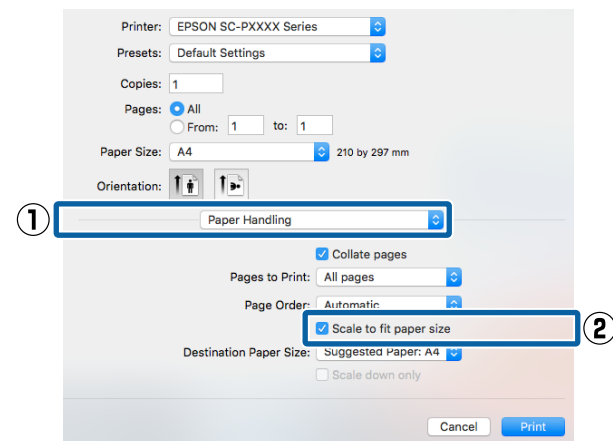 Printer: EPSON SC-PXXXX Series
Presets: Default Settings
Copies: 1
Pages: All
From: 1 to: 1
Paper Size: A4 210 by 297 mm
Orientation:
① Paper Handling
Collate pages
Pages to Print: All pages
Page Order: Automatic
Scale to fit paper size ②
Destination Paper Size: Suggested Paper: A4
Scale down only
Cancel Print